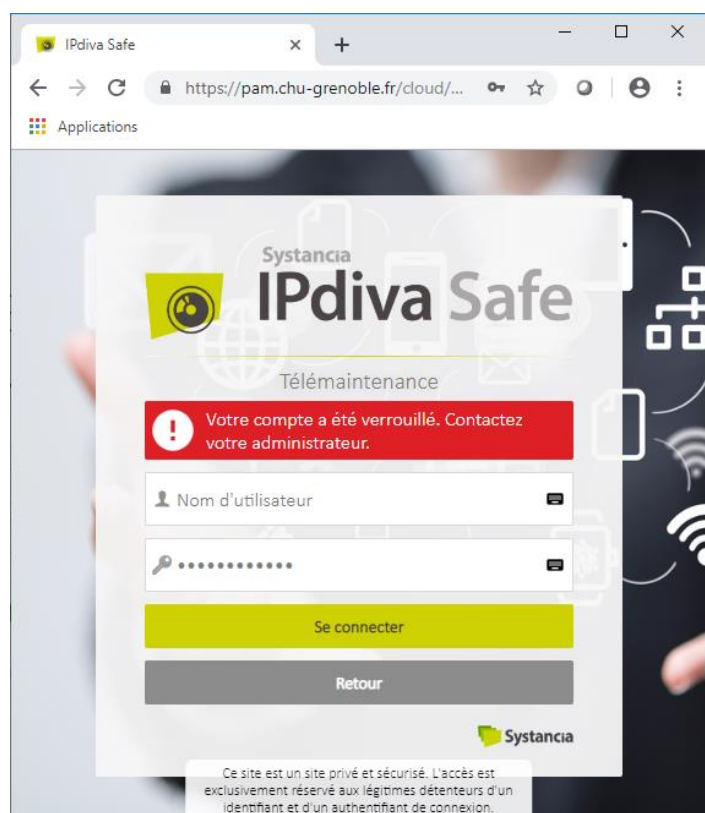 IPdiva Safe
https://pam.chu-grenoble.fr/cloud/...
Applications
Systancia
IPdiva Safe
Télémaintenance
Votre compte a été verrouillé. Contactez
votre administrateur.
Nom d'utilisateur
••••••••••••
Se connecter
Retour
Systancia
Ce site est un site privé et sécurisé. L'accès est
exclusivement réservé aux légitimes détenteurs d'un
identifiant et d'un authentifiant de connexion.